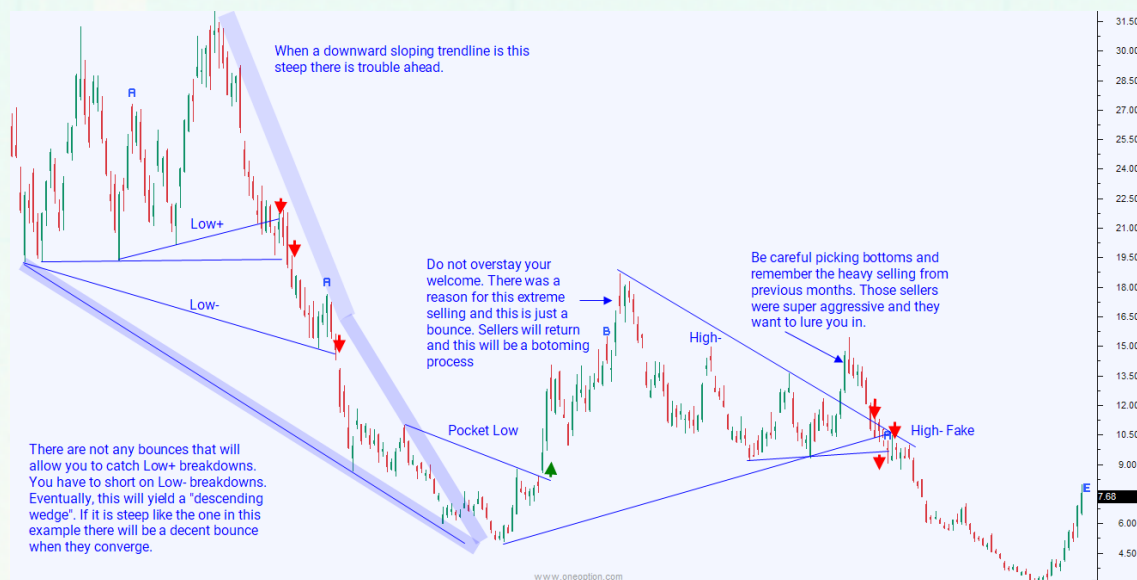 When a downward sloping trendline is this
steep there is trouble ahead.
A
Low+
Low-
A
Do not overstay your
welcome. There was a
reason for this extreme
selling and this is just a
bounce. Sellers will return
and this will be a botoming
process
B
Be careful picking bottoms and
remember the heavy selling from
previous months. Those sellers
were super aggressive and they
want to lure you in.
High-
Pocket Low
A
High- Fake
There are not any bounces that will
allow you to catch Low+ breakdowns.
You have to short on Low- breakdowns.
Eventually, this will yield a "descending
wedge". If it is steep like the one in this
example there will be a decent bounce
when they converge.
E
31.50
30.00
28.50
27.00
25.50
24.00
22.50
21.00
19.50
18.00
16.50
15.00
13.50
12.00
10.50
9.00
7.68
6.00
4.50
www.oneoption.com